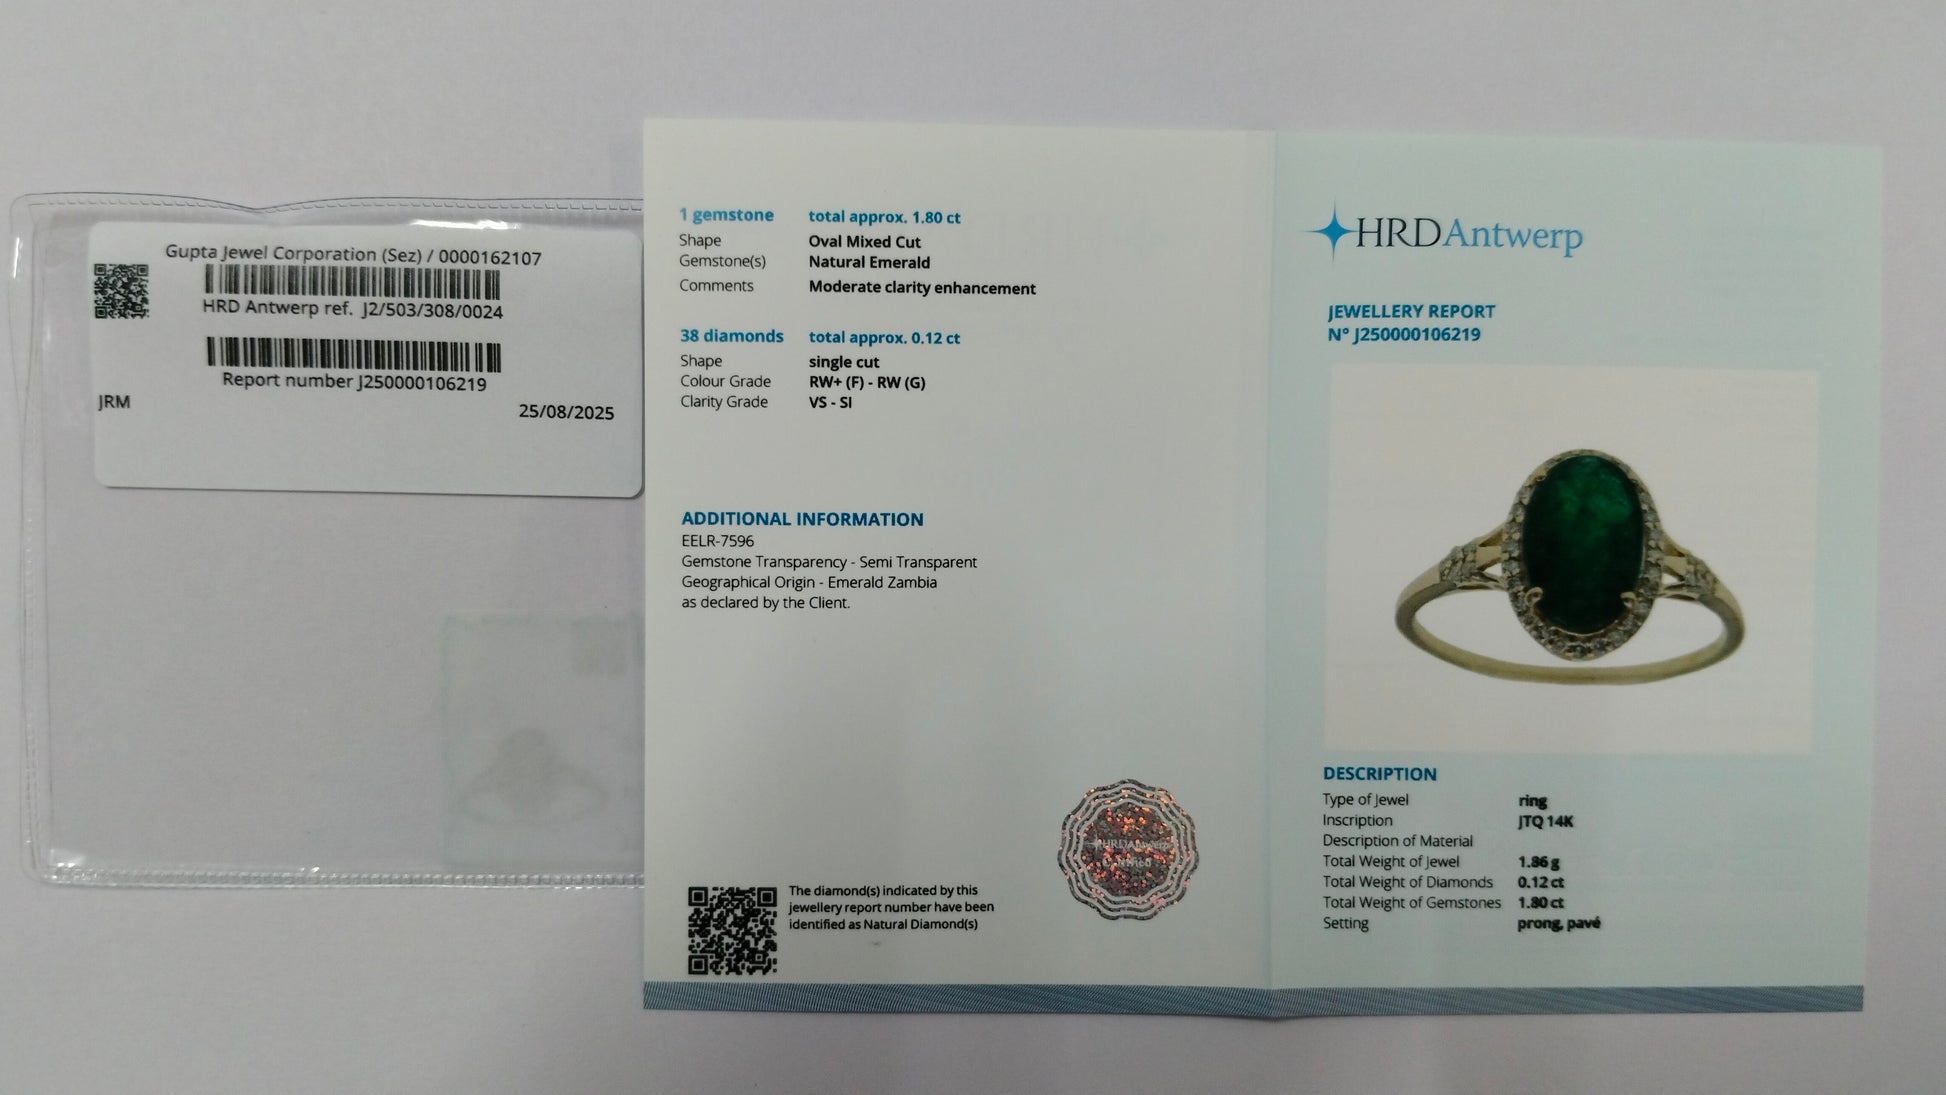 Gupta Jewel Corporation (Sez) / 0000162107
HRD Antwerp ref. J2/503/308/0024
Report number J250000106219
JRM
25/08/2025
1 gemstone total approx. 1.80 ct
Shape Oval Mixed Cut
Gemstone(s) Natural Emerald
Comments Moderate clarity enhancement
38 diamonds total approx. 0.12 ct
Shape single cut
Colour Grade RW+ (F) - RW (G)
Clarity Grade VS - SI
ADDITIONAL INFORMATION
EELR-7596
Gemstone Transparency - Semi Transparent
Geographical Origin - Emerald Zambia
as declared by the Client.
HRDAntwerp
The diamond(s) indicated by this
jewellery report number have been
identified as Natural Diamond(s)
HRDAntwerp
JEWELLERY REPORT
N° J250000106219
DESCRIPTION
Type of Jewel ring
Inscription JTQ 14K
Description of Material
Total Weight of Jewel 1.86 g
Total Weight of Diamonds 0.12 ct
Total Weight of Gemstones 1.80 ct
Setting prong, pavé